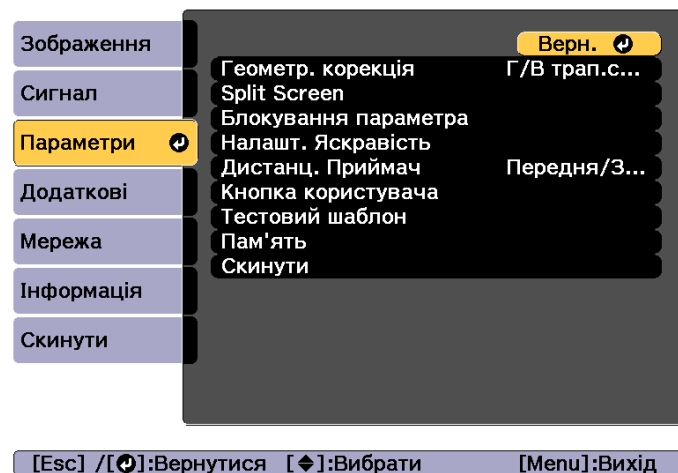 Зображення
Сигнал
Параметри
Додаткові
Мережа
Інформація
Скинути
Верн.
Геометр. корекція Г/В трап.с...
Split Screen
Блокування параметра
Налашт. Яскравість
Дистанц. Приймач Передня/З...
Кнопка користувача
Тестовий шаблон
Пам'ять
Скинути
[Esc] /[⏎]:Вернутися [◆]:Вибрати [Menu]:Вихід